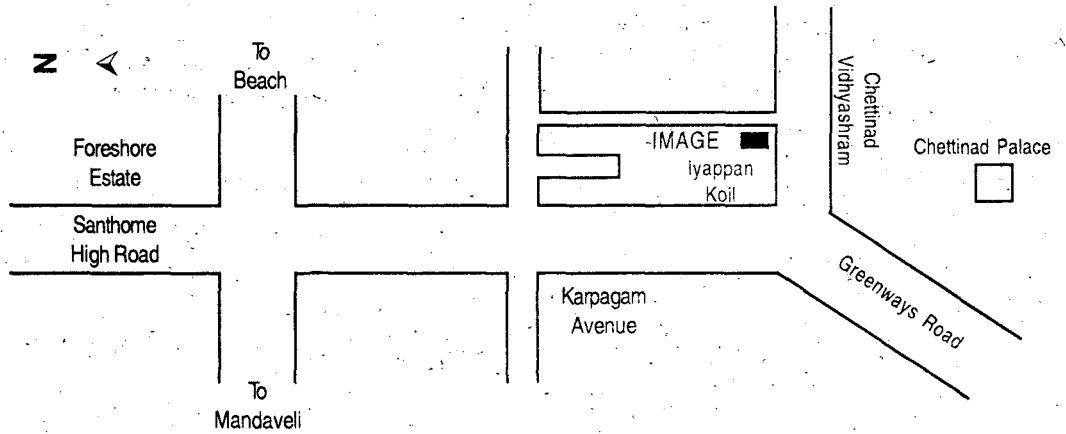 N
To
Beach
Foreshore
Estate
Santhome
High Road
To
Mandaveli
-IMAGE
Iyappan
Koil
Karpagam
Avenue
Chettinad
Vidhyashram
Chettinad Palace
Greenways Road